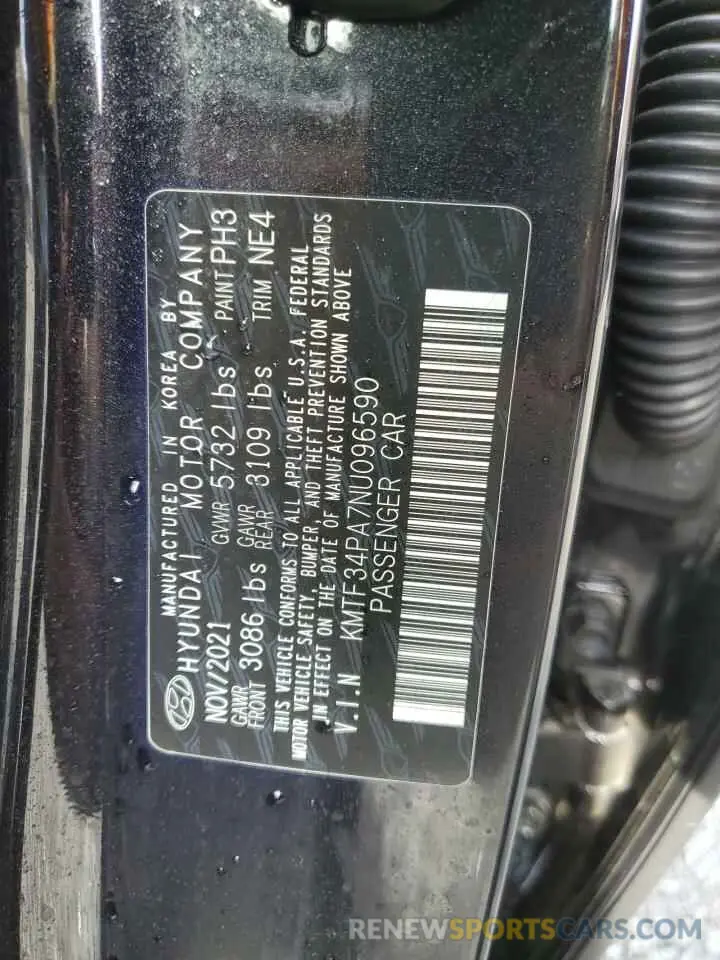 MANUFACTURED IN KOREA BY
HYUNDAI MOTOR COMPANY
NOV/2021 GVWR 5732 lbs PAINT PH3
GAWR FRONT 3086 lbs GAWR REAR 3109 lbs TRIM NE4
THIS VEHICLE CONFORMS TO ALL APPLICABLE U.S.A. FEDERAL
MOTOR VEHICLE SAFETY, BUMPER, AND THEFT PREVENTION STANDARDS
IN EFFECT ON THE DATE OF MANUFACTURE SHOWN ABOVE
V.I.N KMTF34PA7NU096590
PASSENGER CAR
RENEWSPORTSCARS.COM